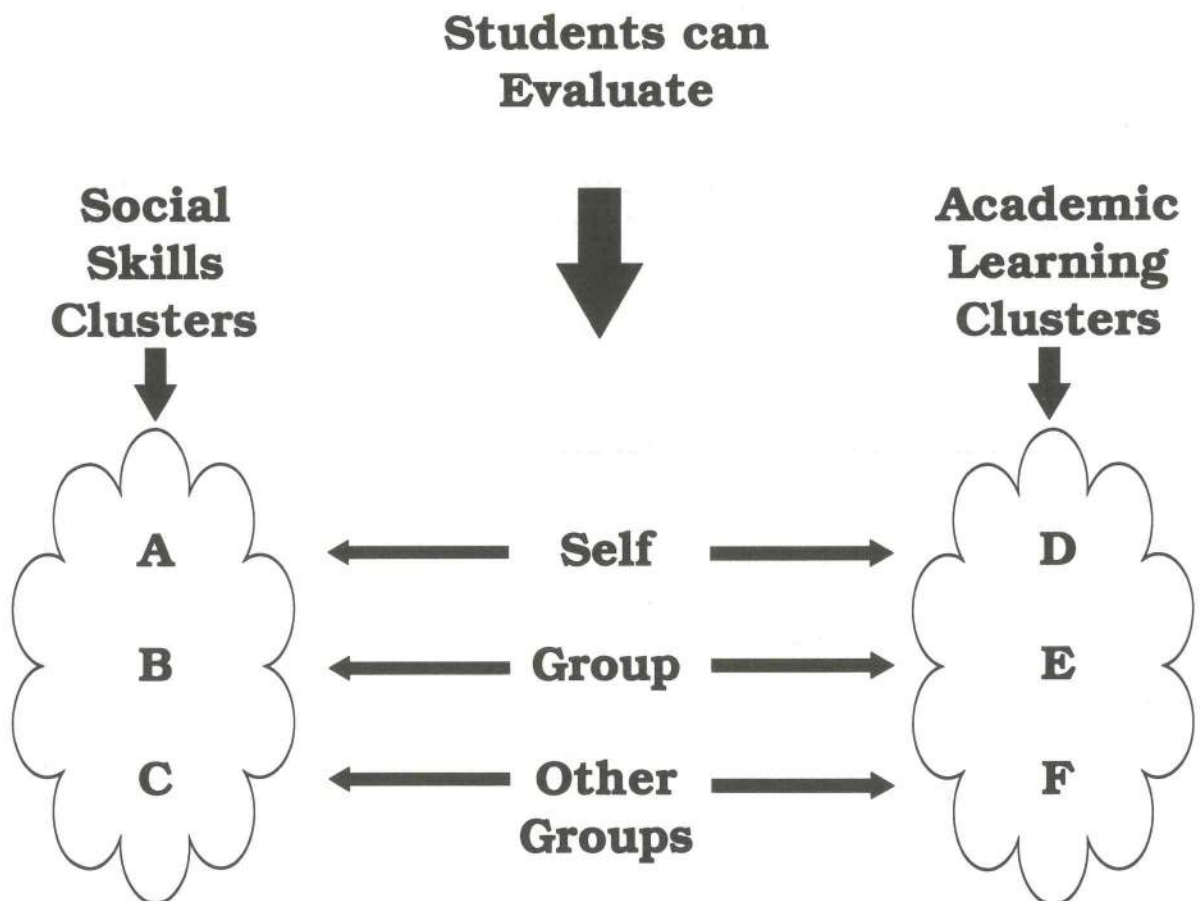 Students can
Evaluate
Social
Skills
Clusters
Academic
Learning
Clusters
A
Self
D
B
Group
E
C
Other
Groups
F